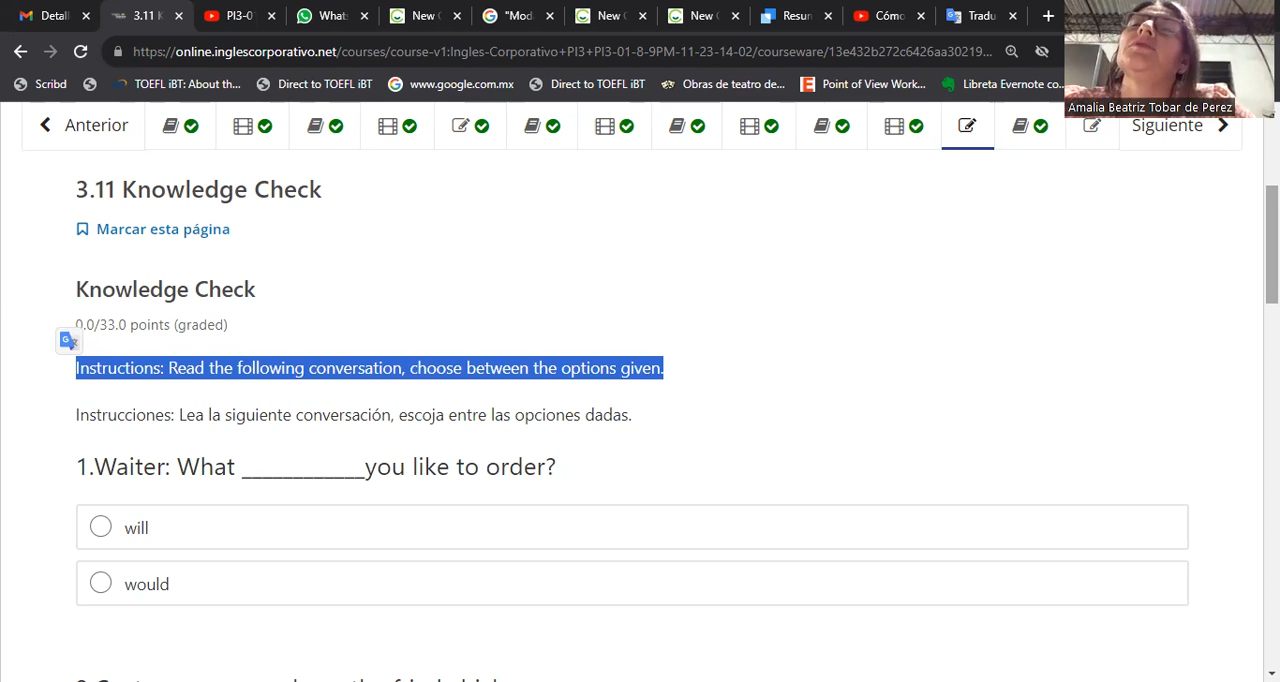 Detall
3.11 K
PI3-0
What
New (
"Mod
New (
New (
Resun
Cómo
Tradu
https://online.inglescorporativo.net/courses/course-v1:Ingles-Corporativo+PI3+PI3-01-8-9PM-11-23-14-02/courseware/13e432b272c6426aa30219...
Scribd
TOEFL iBT: About th...
Direct to TOEFL iBT
www.google.com.mx
Direct to TOEFL iBT
Obras de teatro de...
Point of View Work...
Libreta Evernote co...
Amalia Beatriz Tobar de Perez
Anterior
Siguiente
3.11 Knowledge Check
Marcar esta página
Knowledge Check
0.0/33.0 points (graded)
Instructions: Read the following conversation, choose between the options given.
Instrucciones: Lea la siguiente conversación, escoja entre las opciones dadas.
1.Waiter: What ____________you like to order?
will
would